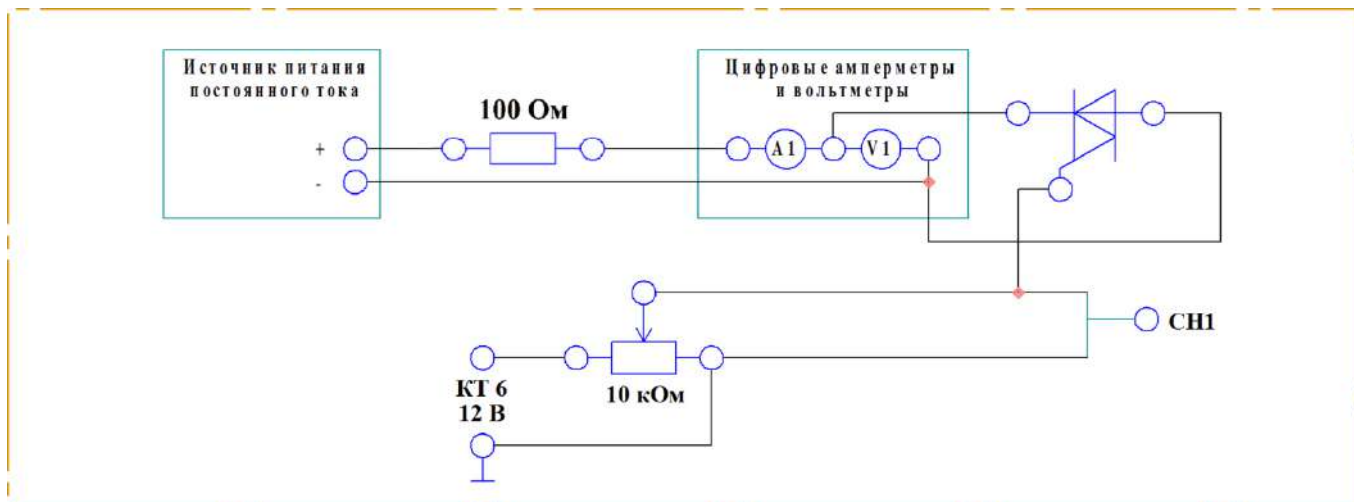 Источник питания
постоянного тока
+
-
100 Ом
Цифровые амперметры
и вольтметры
A1
V1
CH1
КТ 6
12 В
10 кОм